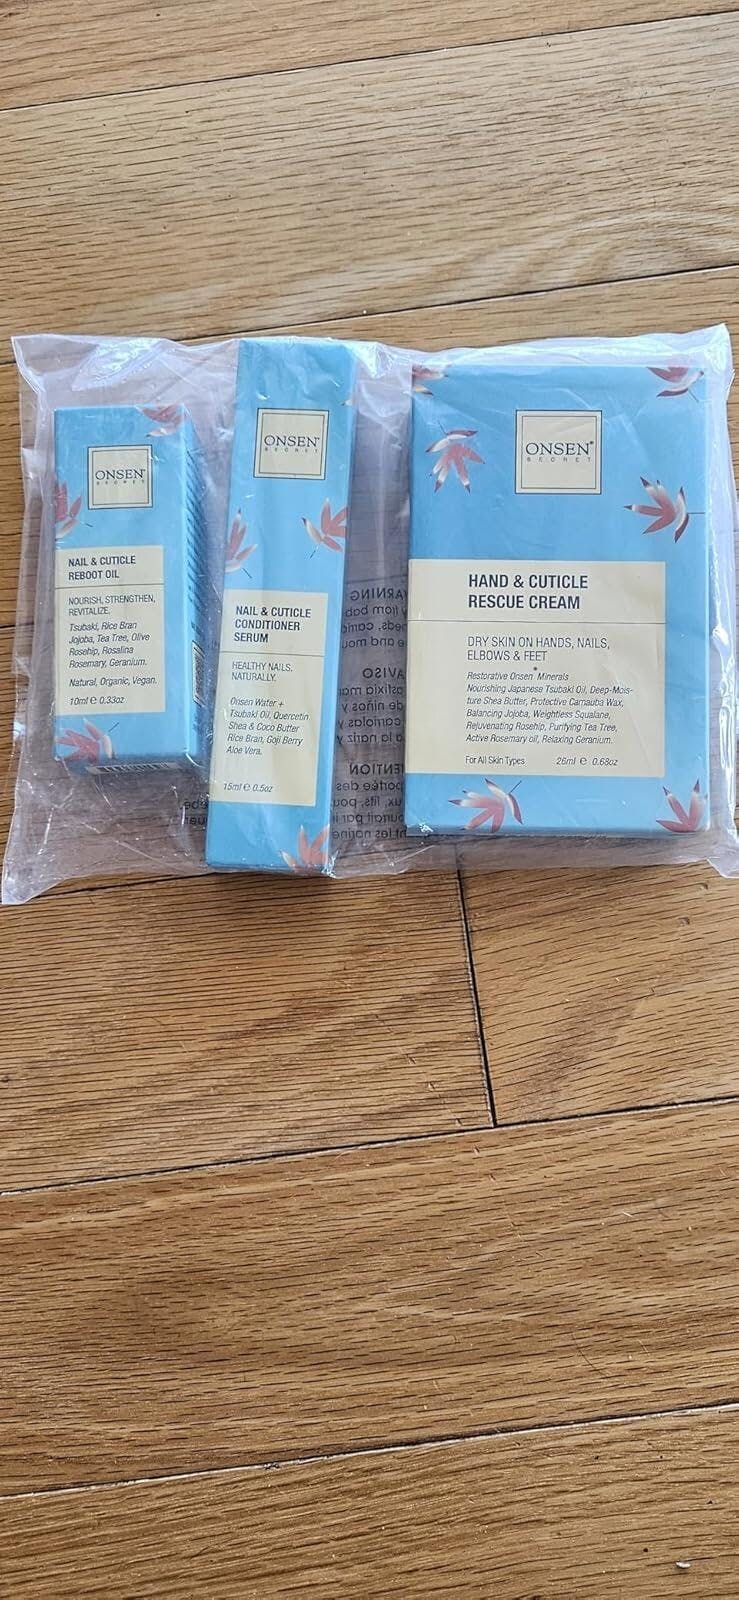 ONSEN®
SECRET
NAIL & CUTICLE
REBOOT OIL
NOURISH, STRENGTHEN,
REVITALIZE.
Tsubaki, Rice Bran
Jojoba, Tea Tree, Olive
Rosehip, Rosalina
Rosemary, Geranium.
Natural, Organic, Vegan.
10ml ℮ 0.33oz
ONSEN®
SECRET
NAIL & CUTICLE
CONDITIONER
SERUM
HEALTHY NAILS.
NATURALLY.
Onsen Water +
Tsubaki Oil, Quercetin
Shea & Coco Butter
Rice Bran, Goji Berry
Aloe Vera.
15ml ℮ 0.5oz
ONSEN®
SECRET
HAND & CUTICLE
RESCUE CREAM
DRY SKIN ON HANDS, NAILS,
ELBOWS & FEET
Restorative Onsen Minerals
Nourishing Japanese Tsubaki Oil, Deep-Mois-
ture Shea Butter, Protective Carnauba Wax,
Balancing Jojoba, Weightless Squalane,
Rejuvenating Rosehip, Purifying Tea Tree,
Active Rosemary oil, Relaxing Geranium.
For All Skin Types 26ml ℮ 0.68oz